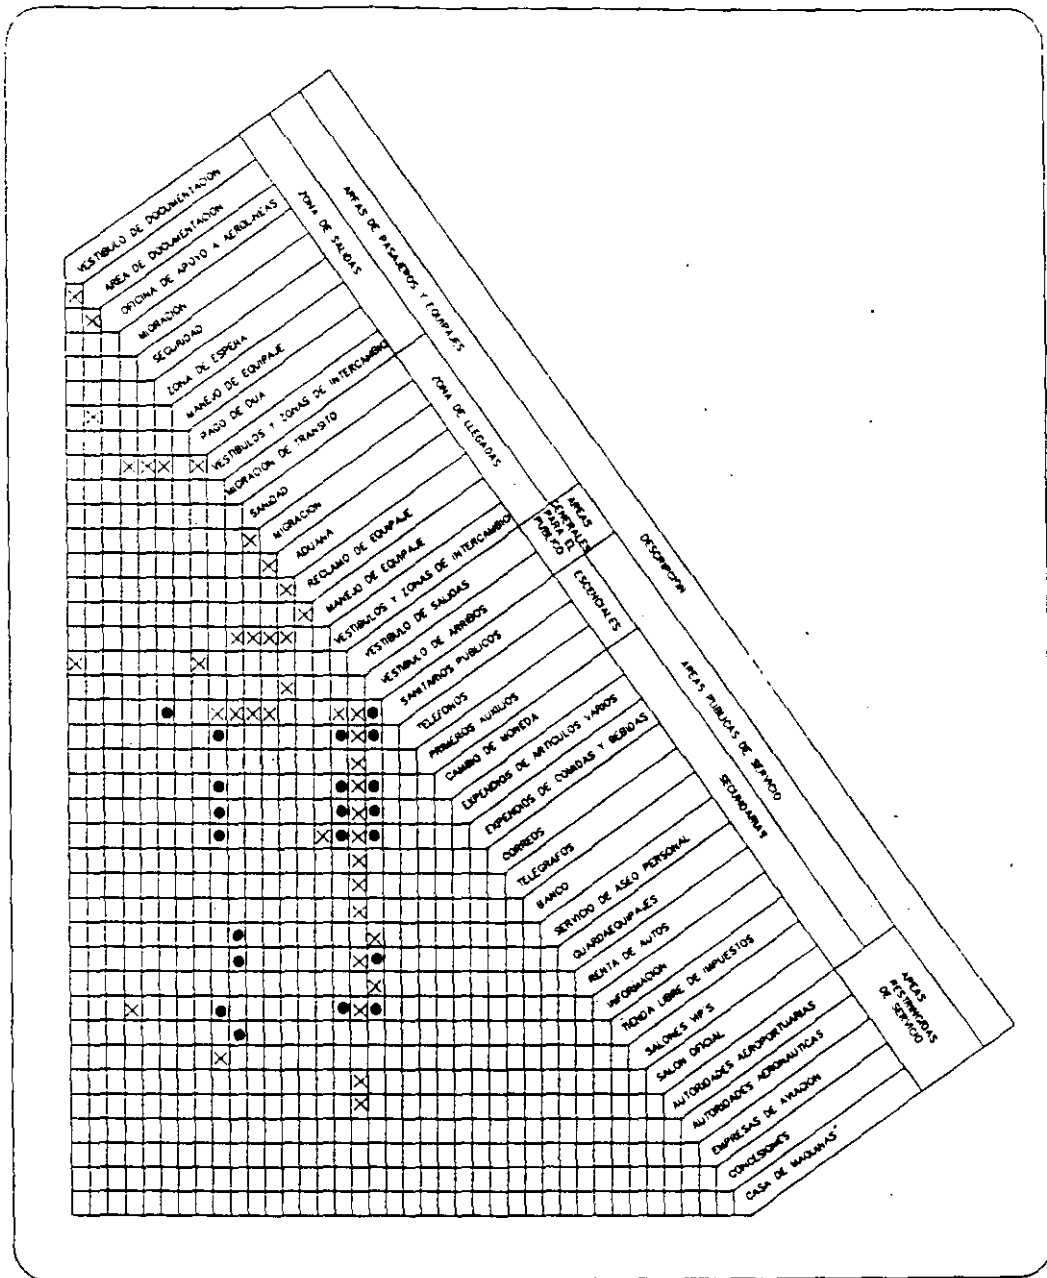 VESTIBULO DE DOCUMENTACION
AREA DE DOCUMENTACION
OFICINA DE APOYO A AEROLINEAS
MIGRACION
SEGURIDAD
ZONA DE ESPERA
MANEJO DE EQUIPAJE
PAGO DE DUA
VESTIBULOS Y ZONAS DE INTERCAMBIO
MIGRACION DE TRANSITO
SANIDAD
MIGRACION
ADUANA
RECLAMO DE EQUIPAJE
MANEJO DE EQUIPAJE
VESTIBULOS Y ZONAS DE INTERCAMBIO
VESTIBULO DE SALIDAS
VESTIBULO DE ARRIBOS
SANITARIOS PUBLICOS
TELEFONOS
PRIMEROS AUXILIOS
CAMBIO DE MONEDA
EXPENDIOS DE ARTICULOS VARIOS
EXPENDIOS DE COMIDAS Y BEBIDAS
CORREOS
TELEGRAFOS
BANCO
SERVICIO DE ASEO PERSONAL
GUARDAEQUIPAJES
RENTA DE AUTOS
INFORMACION
TIENDA LIBRE DE IMPUESTOS
SALONES VIP'S
SALON OFICIAL
AUTORIDADES AEROPORTUARIAS
AUTORIDADES AERONAUTICAS
EMPRESAS DE AVIACION
CONCESIONES
CASA DE MAQUINAS
ZONA DE SALIDAS
ZONA DE LLEGADAS
AREAS
GENERALES
PARA EL
PUBLICO
ESCENCIALES
SECUNDARIAS
AREAS DE PASAJEROS Y EQUIPAJES
AREAS PUBLICAS DE SERVICIO
AREAS
RESTRINGIDAS
DE SERVICIO
DESCRIPCION